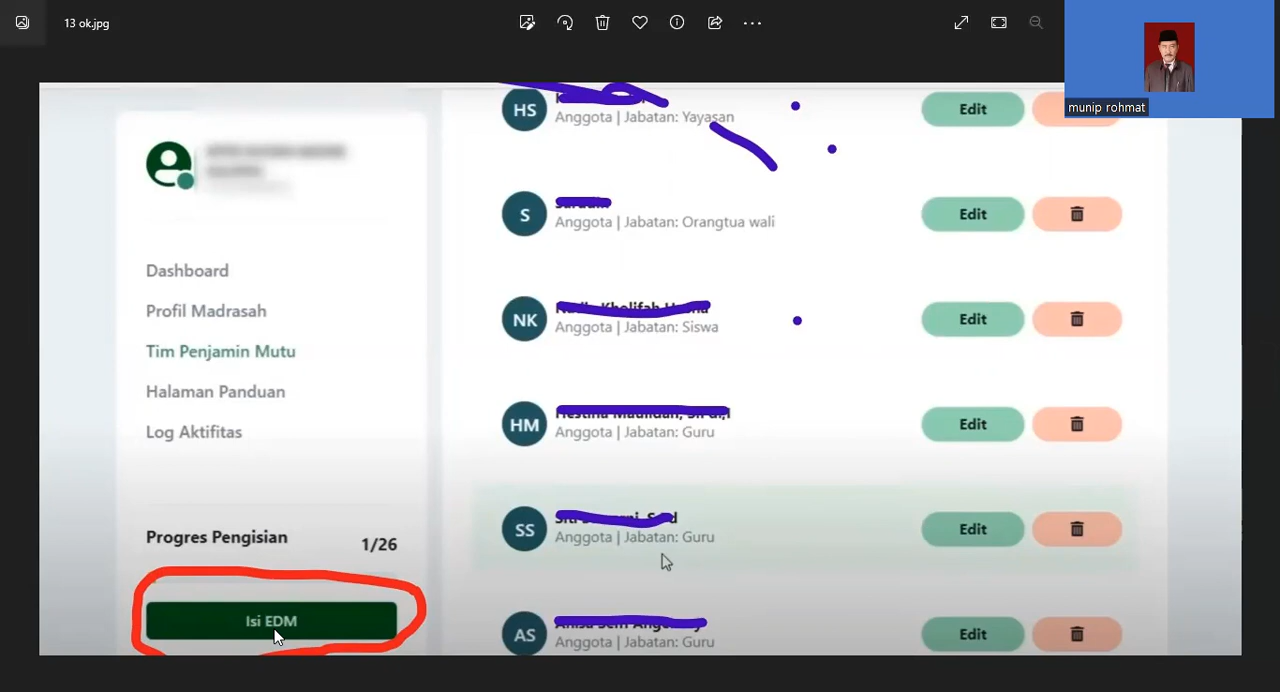 13 ok.jpg
munip rohmat
Dashboard
Profil Madrasah
Tim Penjamin Mutu
Halaman Panduan
Log Aktifitas
Progres Pengisian
1/26
Isi EDM
HS
Anggota | Jabatan: Yayasan
Edit
S
Anggota | Jabatan: Orangtua wali
Edit
NK
Anggota | Jabatan: Siswa
Edit
HM
Anggota | Jabatan: Guru
Edit
SS
Anggota | Jabatan: Guru
Edit
AS
Anggota | Jabatan: Guru
Edit